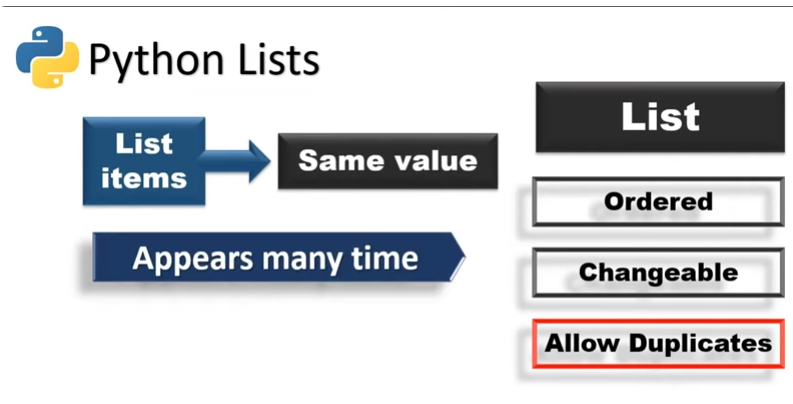 Python Lists
List
items
Same value
Appears many time
List
Ordered
Changeable
Allow Duplicates